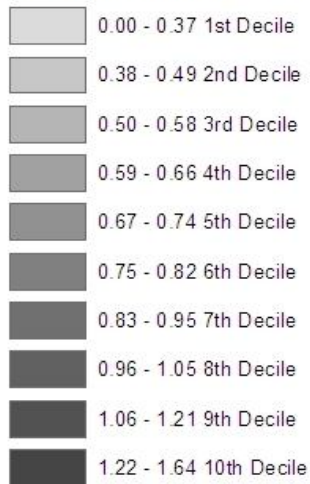 0.00 - 0.37 1st Decile
0.38 - 0.49 2nd Decile
0.50 - 0.58 3rd Decile
0.59 - 0.66 4th Decile
0.67 - 0.74 5th Decile
0.75 - 0.82 6th Decile
0.83 - 0.95 7th Decile
0.96 - 1.05 8th Decile
1.06 - 1.21 9th Decile
1.22 - 1.64 10th Decile